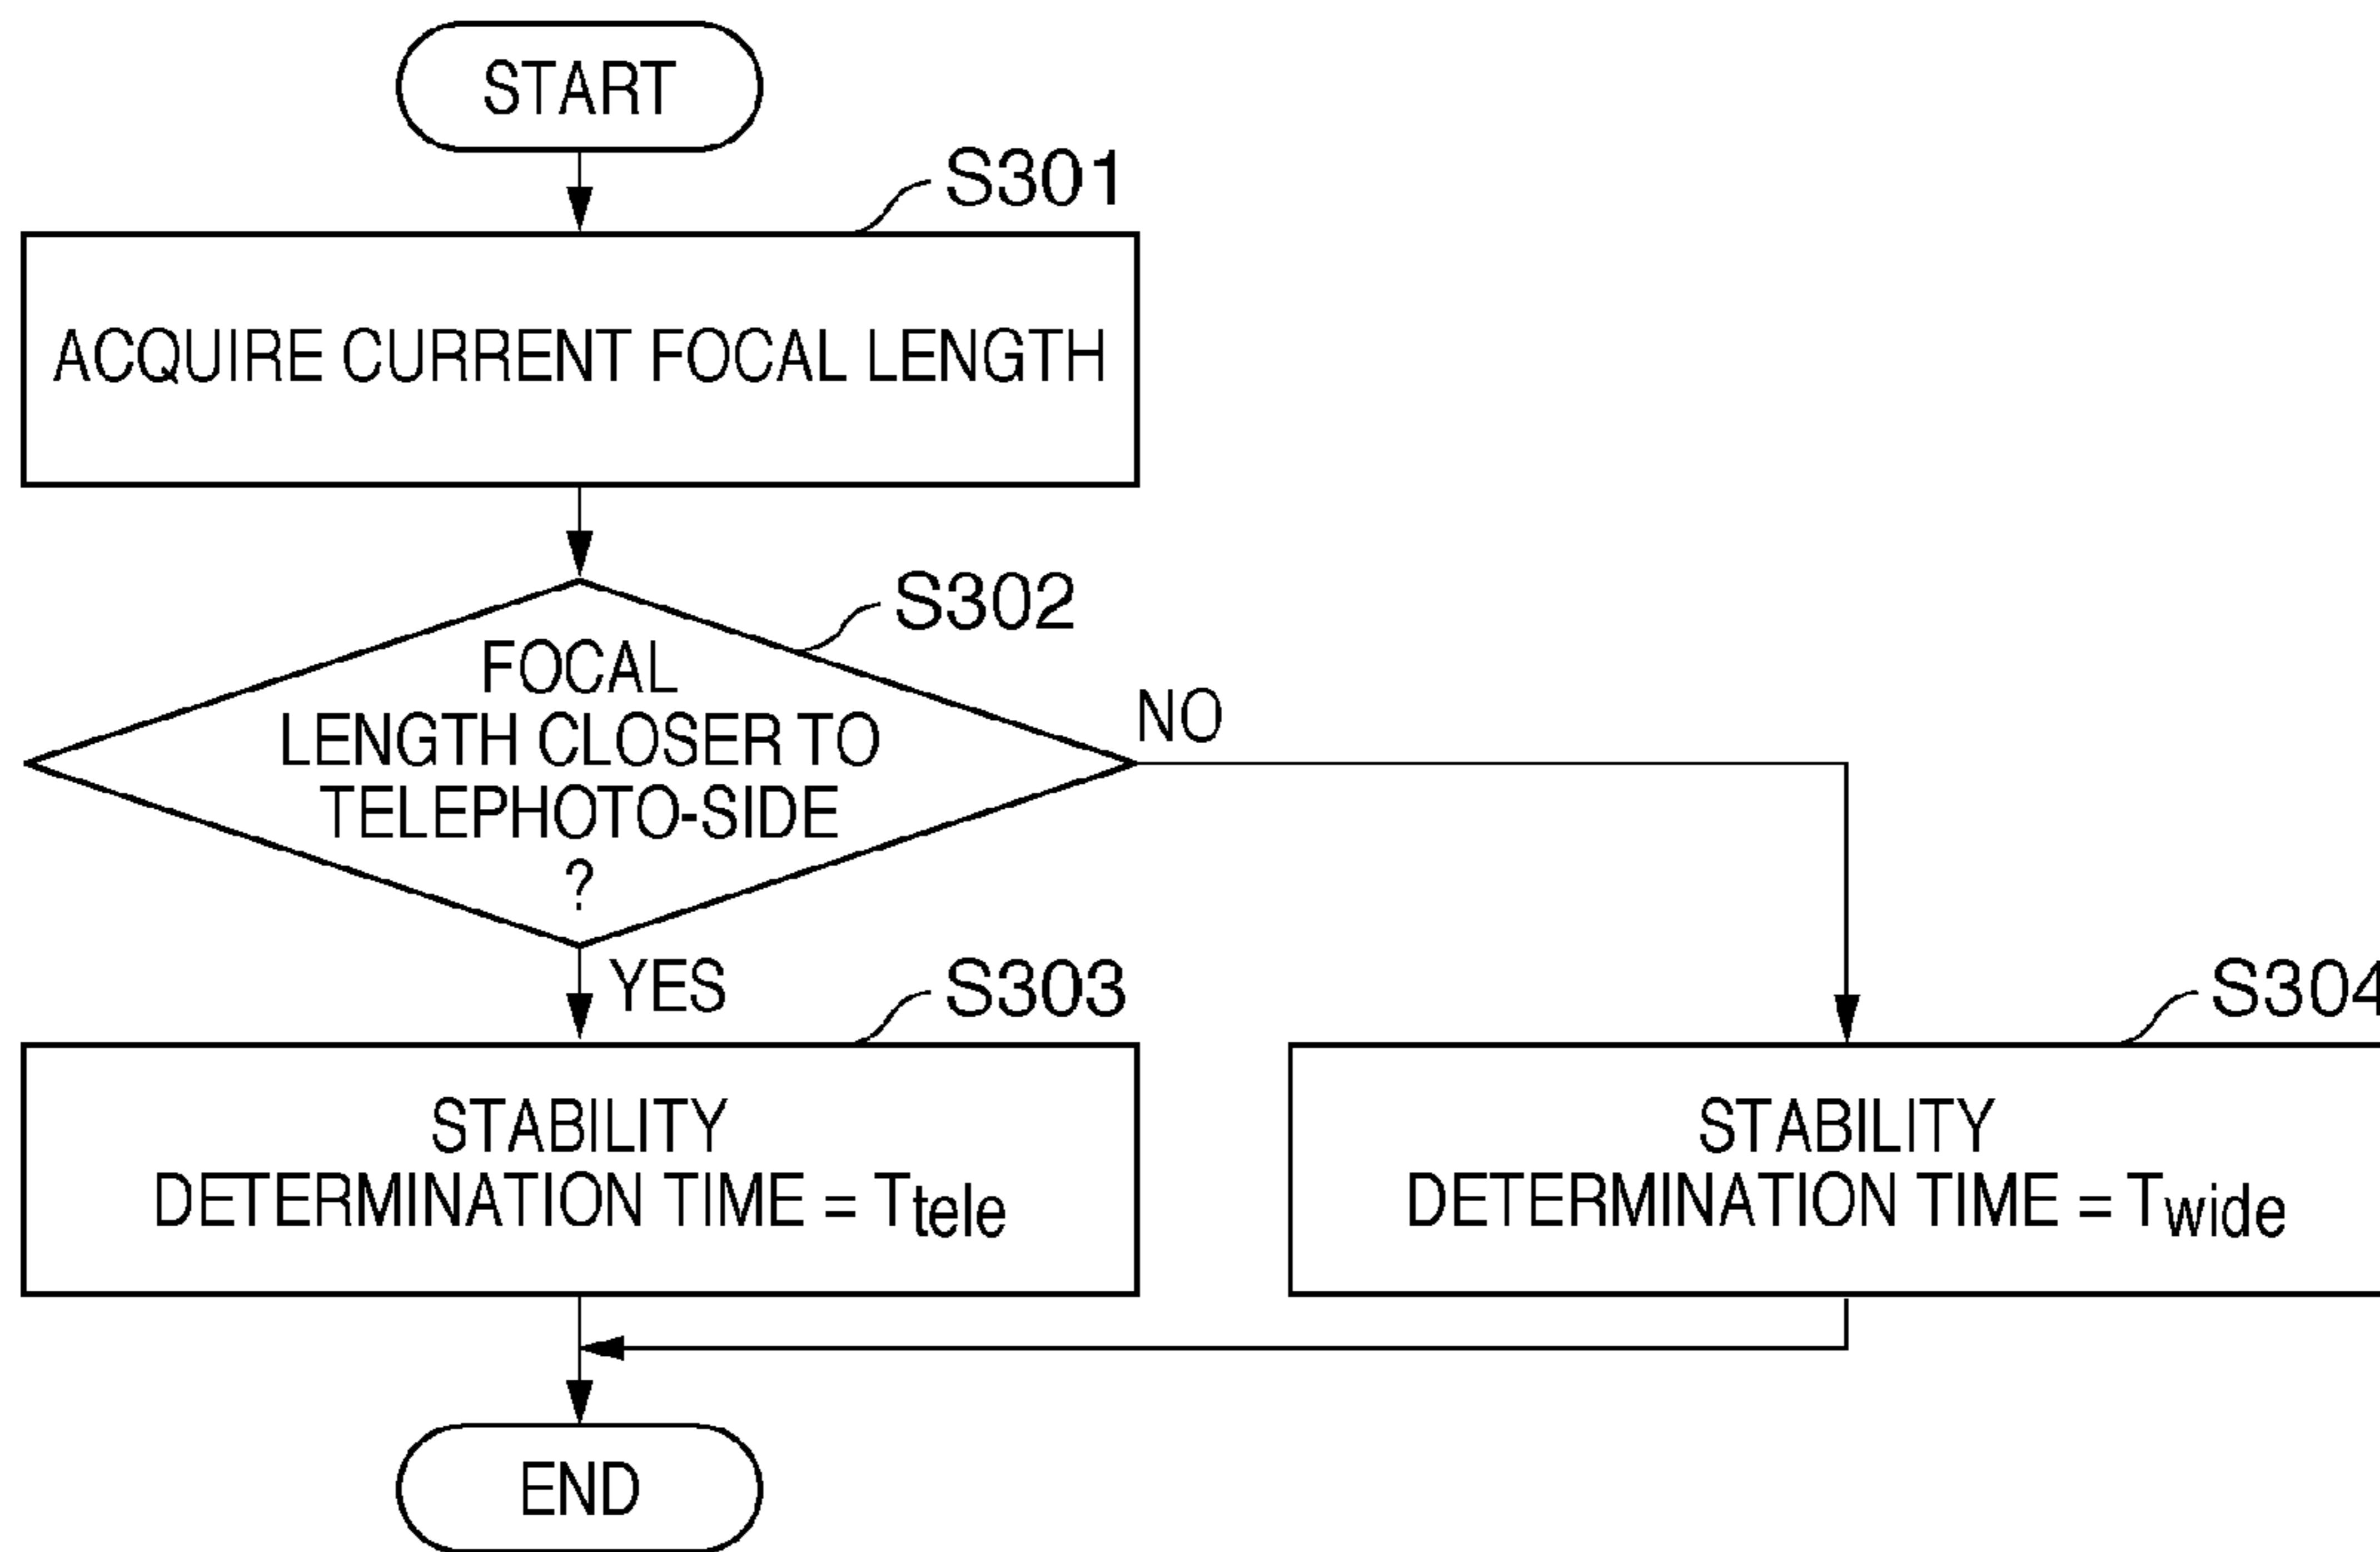 START
S301
ACQUIRE CURRENT FOCAL LENGTH
S302
FOCAL
LENGTH CLOSER TO
TELEPHOTO-SIDE
?
NO
YES
S303
S304
STABILITY
DETERMINATION TIME = Ttele
STABILITY
DETERMINATION TIME = Twide
END